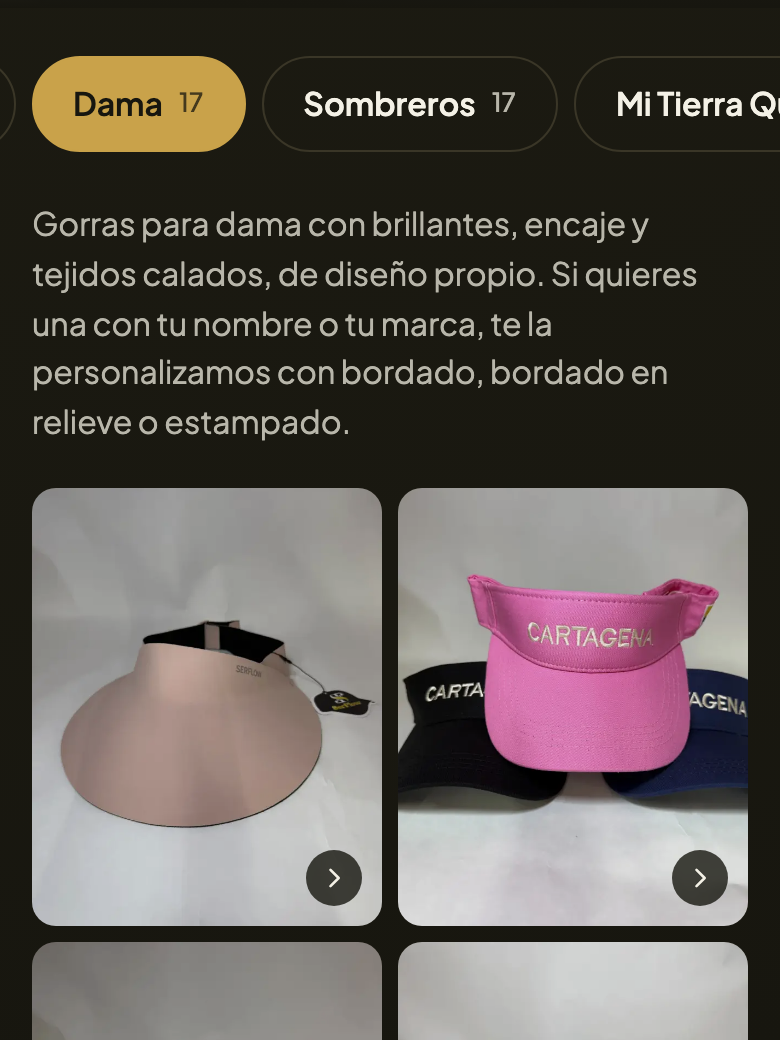 Dama 17
Sombreros 17
Mi Tierra
Gorras para dama con brillantes, encaje y
tejidos calados, de diseño propio. Si quieres
una con tu nombre o tu marca, te la
personalizamos con bordado, bordado en
relieve o estampado.
SERFLOW
CARTAGENA
CARTA
AGENA